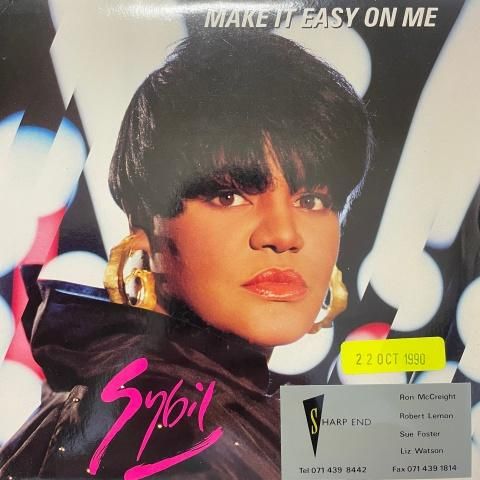 MAKE IT EASY ON ME
Sybil
22 OCT 1990
SHARP END
Ron McCreight
Robert Lemon
Sue Foster
Liz Watson
Tel 071 439 8442
Fax 071 439 1814